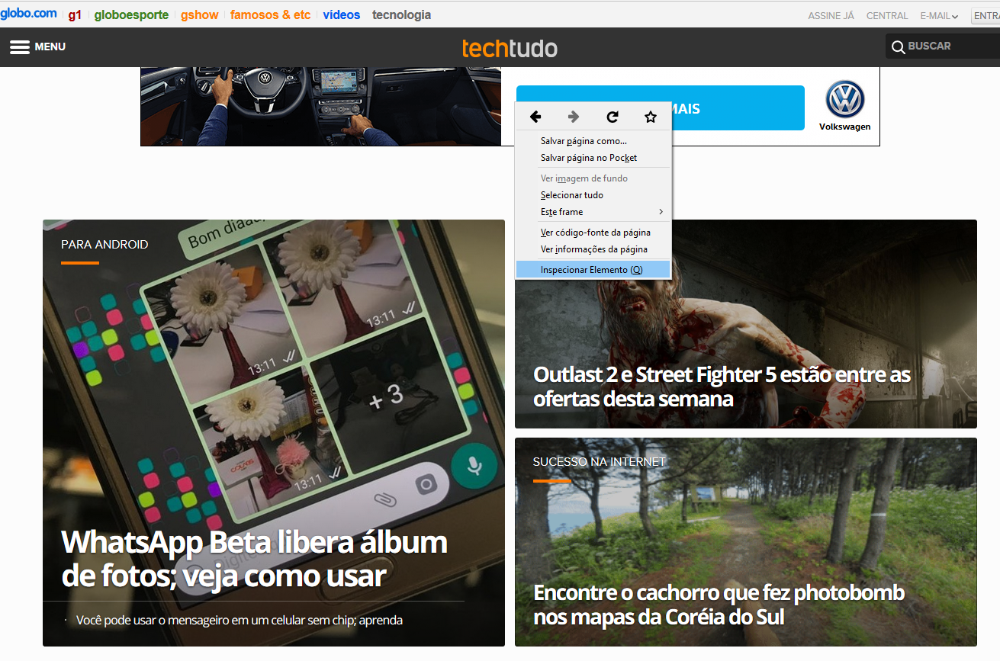 globo.com g1 globoesporte gshow famosos & etc vídeos tecnologia ASSINE JÁ CENTRAL E-MAIL
MENU techtudo BUSCAR
MAIS
Volkswagen
Salvar página como...
Salvar página no Pocket
Ver imagem de fundo
Selecionar tudo
Este frame
Ver código-fonte da página
Ver informações da página
Inspecionar Elemento (Q)
PARA ANDROID
Bom diaaa
13:11
13:11
+ 3
13:11
WhatsApp Beta libera álbum
de fotos; veja como usar
· Você pode usar o mensageiro em um celular sem chip; aprenda
Outlast 2 e Street Fighter 5 estão entre as
ofertas desta semana
SUCESSO NA INTERNET
Encontre o cachorro que fez photobomb
nos mapas da Coréia do Sul